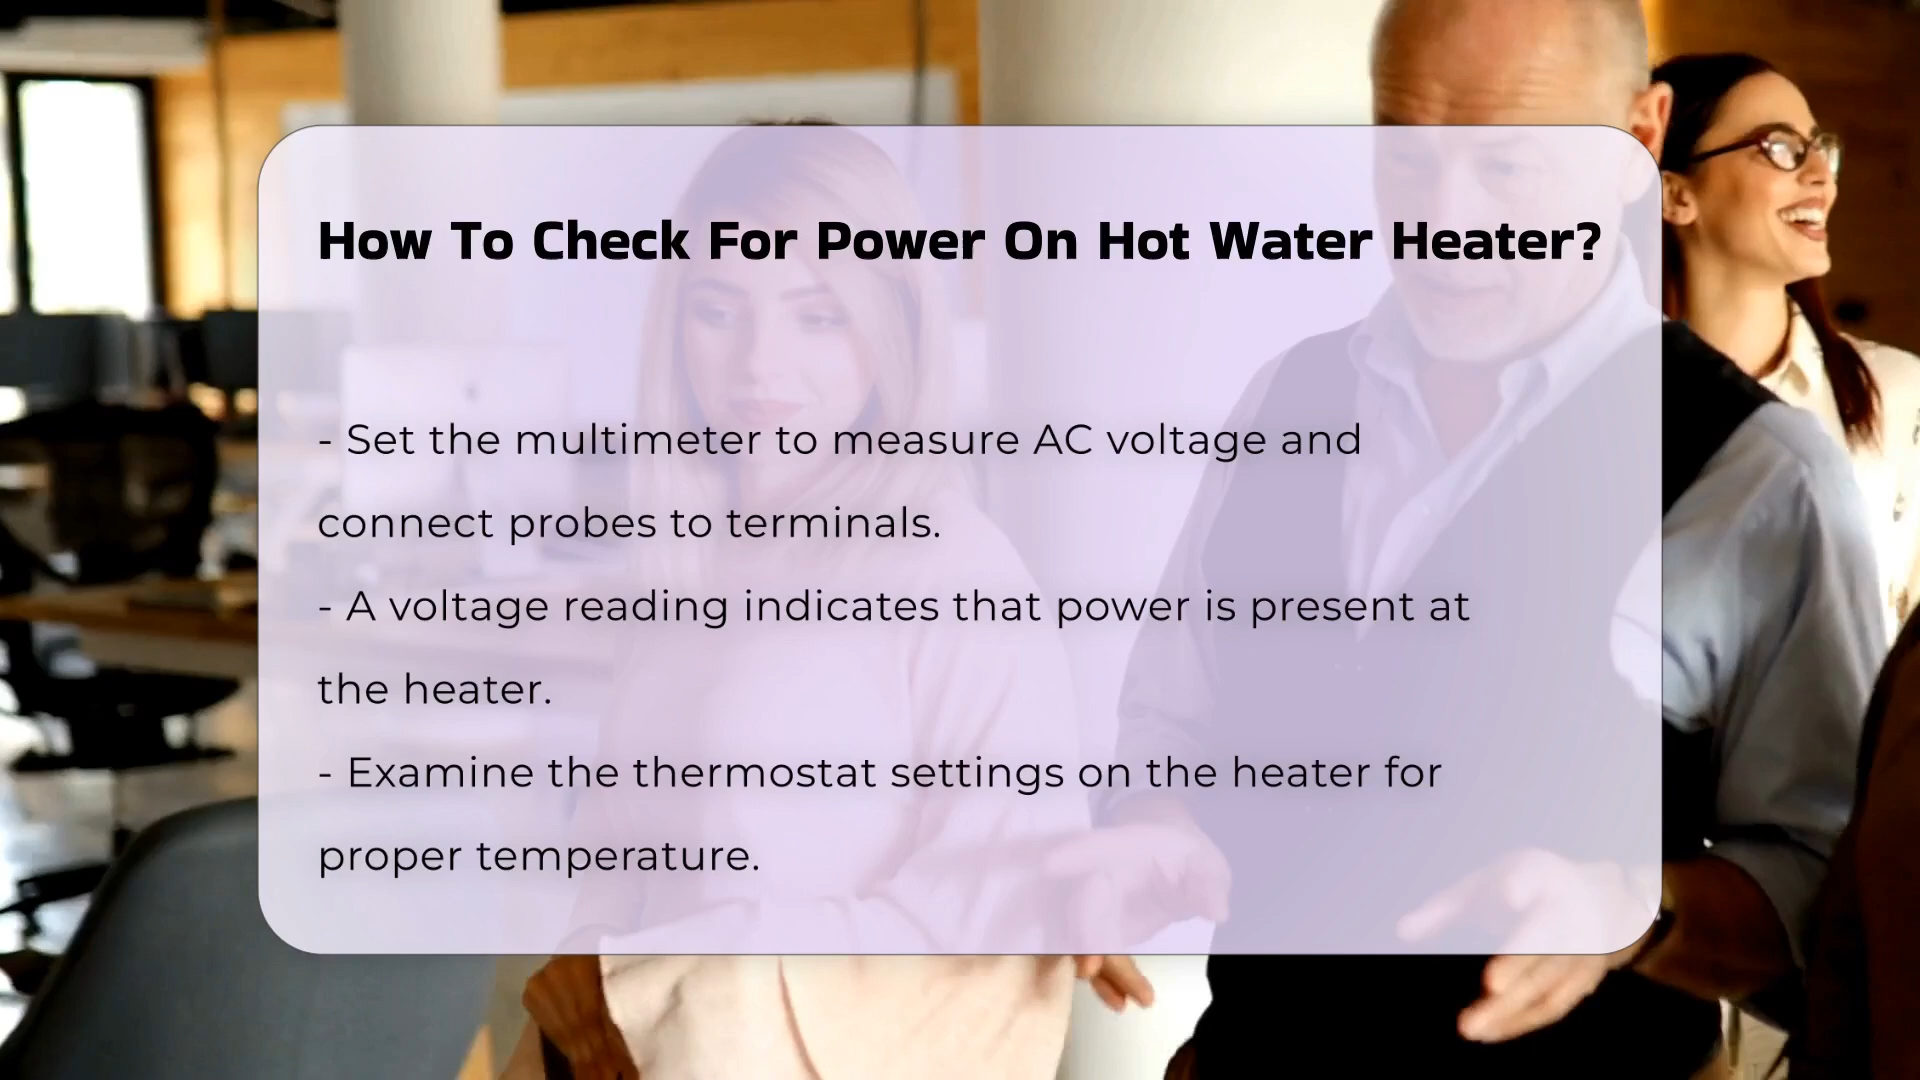 How To Check For Power On Hot Water Heater?
- Set the multimeter to measure AC voltage and
connect probes to terminals.
- A voltage reading indicates that power is present at
the heater.
- Examine the thermostat settings on the heater for
proper temperature.